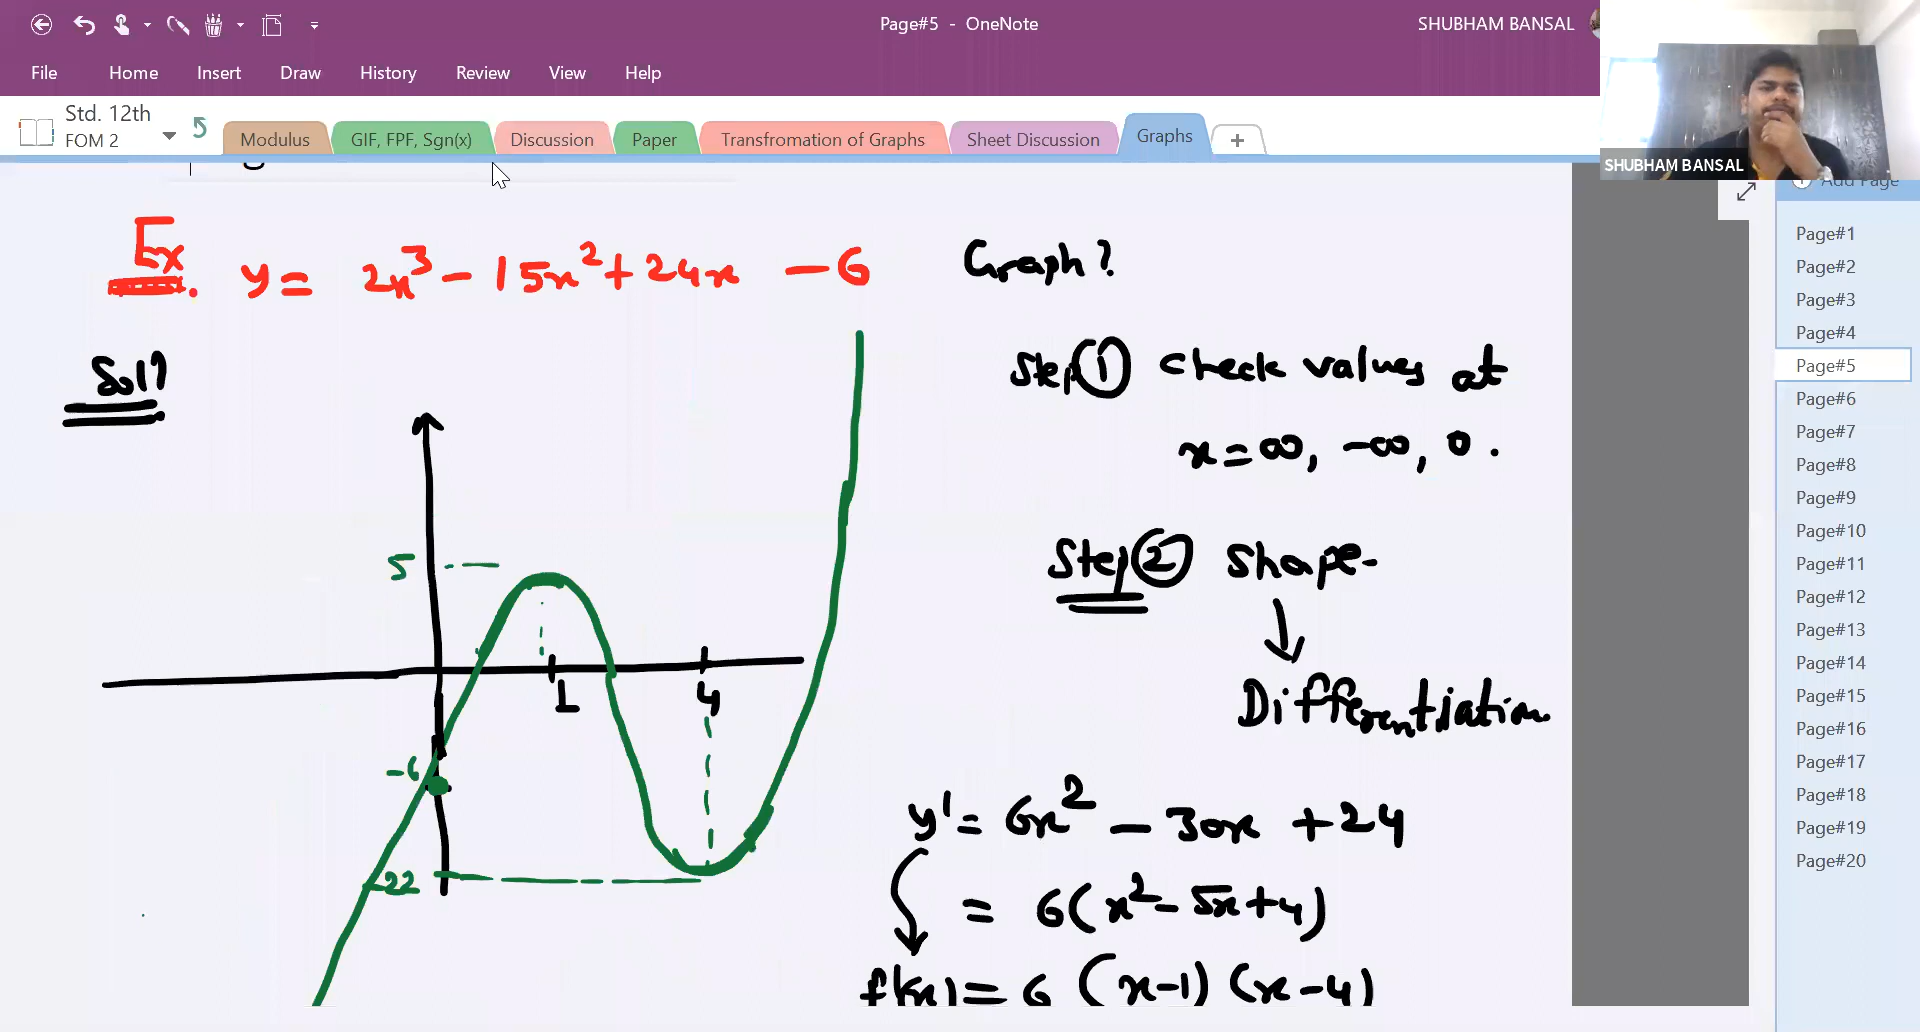 Page#5 - OneNote
SHUBHAM BANSAL
File Home Insert Draw History Review View Help
Std. 12th
FOM 2
Modulus GIF, FPF, Sgn(x) Discussion Paper Transfromation of Graphs Sheet Discussion Graphs +
SHUBHAM BANSAL
Add Page
Page#1
Page#2
Page#3
Page#4
Page#5
Page#6
Page#7
Page#8
Page#9
Page#10
Page#11
Page#12
Page#13
Page#14
Page#15
Page#16
Page#17
Page#18
Page#19
Page#20
Ex. y = 2x³ - 15x² + 24x - 6
Graph?
Solⁿ
Step ① check values at
x = ∞, -∞, 0.
Step ② Shape
Differentiation
5
1
4
-6
-22
y' = 6x² - 30x + 24
= 6(x² - 5x + 4)
f'(x) = 6 (x-1) (x-4)